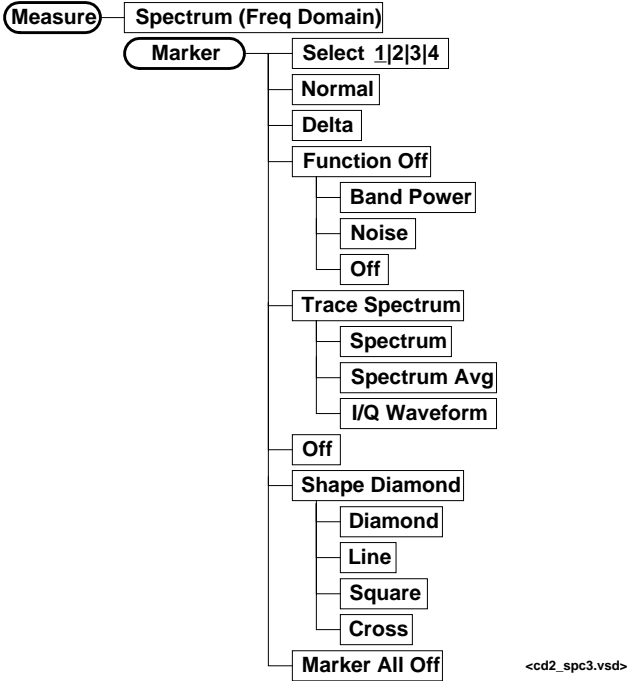 Measure
Spectrum (Freq Domain)
Marker
Select 1|2|3|4
Normal
Delta
Function Off
Band Power
Noise
Off
Trace Spectrum
Spectrum
Spectrum Avg
I/Q Waveform
Off
Shape Diamond
Diamond
Line
Square
Cross
Marker All Off
<cd2_spc3.vsd>